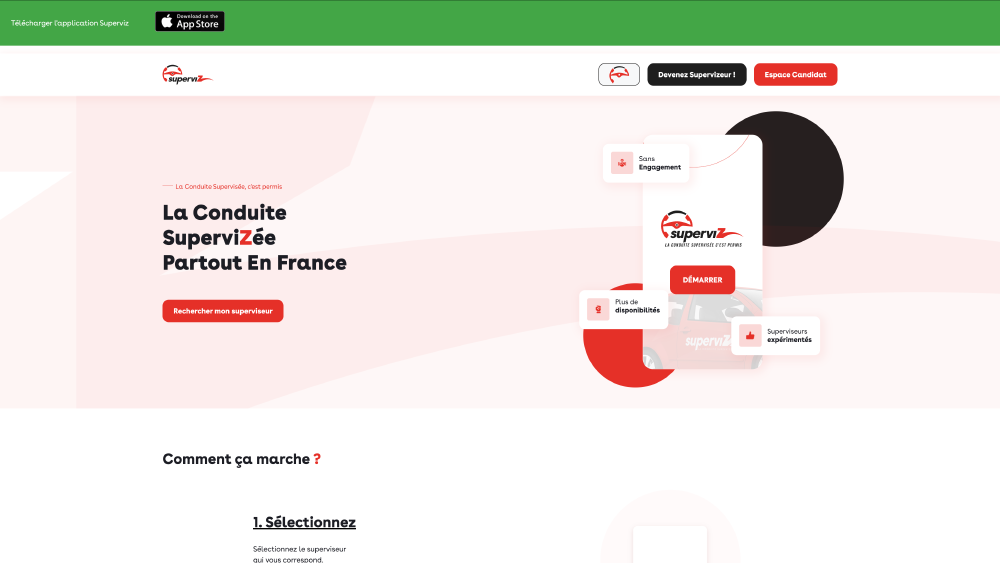 Télécharger l'application Superviz
Download on the
App Store
superviZ
Devenez Supervizeur !
Espace Candidat
La Conduite Supervisée, c'est permis
La Conduite
SuperviZée
Partout En France
Rechercher mon superviseur
Sans
Engagement
superviZ
LA CONDUITE SUPERVISÉE C'EST PERMIS
DÉMARRER
Plus de
disponibilités
superviZ
Superviseurs
expérimentés
Comment ça marche ?
1. Sélectionnez
Sélectionnez le superviseur
qui vous correspond.